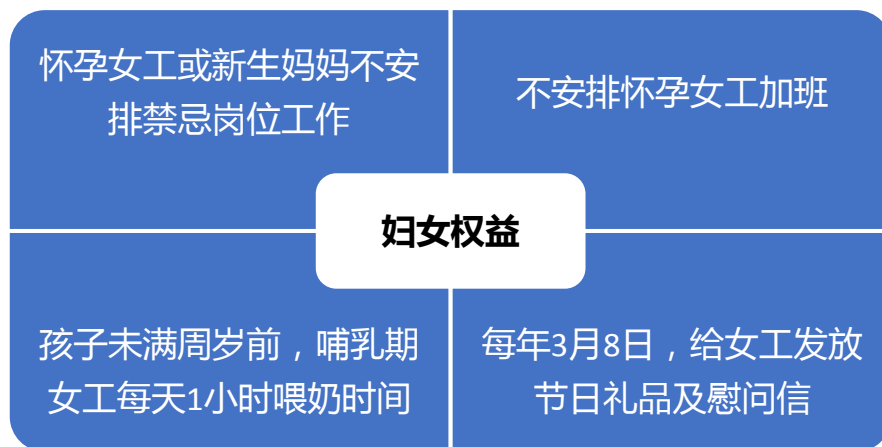 怀孕女工或新生妈妈不安
排禁忌岗位工作
不安排怀孕女工加班
妇女权益
孩子未满周岁前，哺乳期
女工每天1小时喂奶时间
每年3月8日，给女工发放
节日礼品及慰问信